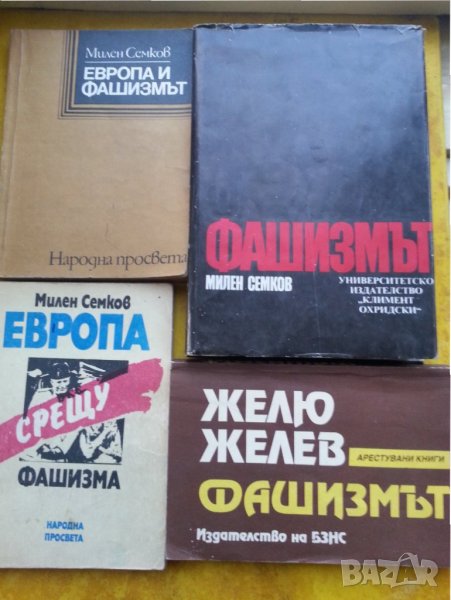 Милен Семков
ЕВРОПА И
ФАШИЗМЪТ
Народна просвета
ФАШИЗМЪТ
МИЛЕН СЕМКОВ
УНИВЕРСИТЕТСКО
ИЗДАТЕЛСТВО
„КЛИМЕНТ
ОХРИДСКИ“
Милен Семков
ЕВРОПА
СРЕЩУ
ФАШИЗМА
НАРОДНА
ПРОСВЕТА
ЖЕЛЮ
ЖЕЛЕВ
АРЕСТУВАНИ КНИГИ
ФАШИЗМЪТ
Издателство на БЗНС
BAZAR